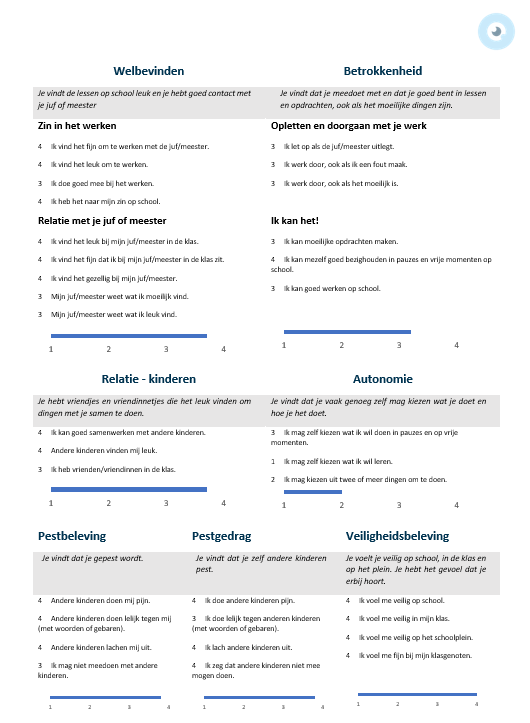 Welbevinden
Je vindt de lessen op school leuk en je hebt goed contact met
je juf of meester
Zin in het werken
4 Ik vind het fijn om te werken met de juf/meester.
4 Ik vind het leuk om te werken.
3 Ik doe goed mee bij het werken.
4 Ik heb het naar mijn zin op school.
Relatie met je juf of meester
4 Ik vind het leuk bij mijn juf/meester in de klas.
4 Ik vind het fijn dat ik bij mijn juf/meester in de klas zit.
4 Ik vind het gezellig bij mijn juf/meester.
3 Mijn juf/meester weet wat ik moeilijk vind.
3 Mijn juf/meester weet wat ik leuk vind.
1 2 3 4
Betrokkenheid
Je vindt dat je meedoet met en dat je goed bent in lessen
en opdrachten, ook als het moeilijke dingen zijn.
Opletten en doorgaan met je werk
3 Ik let op als de juf/meester uitlegt.
3 Ik werk door, ook als ik een fout maak.
3 Ik werk door, ook als het moeilijk is.
Ik kan het!
3 Ik kan moeilijke opdrachten maken.
4 Ik kan mezelf goed bezighouden in pauzes en vrije momenten op
school.
3 Ik kan goed werken op school.
1 2 3 4
Relatie - kinderen
Je hebt vriendjes en vriendinnetjes die het leuk vinden om
dingen met je samen te doen.
4 Ik kan goed samenwerken met andere kinderen.
4 Andere kinderen vinden mij leuk.
3 Ik heb vrienden/vriendinnen in de klas.
1 2 3 4
Autonomie
Je vindt dat je vaak genoeg zelf mag kiezen wat je doet en
hoe je het doet.
3 Ik mag zelf kiezen wat ik wil doen in pauzes en op vrije
momenten.
1 Ik mag zelf kiezen wat ik wil leren.
2 Ik mag kiezen uit twee of meer dingen om te doen.
1 2 3 4
Pestbeleving
Je vindt dat je gepest wordt.
4 Andere kinderen doen mij pijn.
4 Andere kinderen doen lelijk tegen mij
(met woorden of gebaren).
4 Andere kinderen lachen mij uit.
3 Ik mag niet meedoen met andere
kinderen.
1 2 3 4
Pestgedrag
Je vindt dat je zelf andere kinderen
pest.
4 Ik doe andere kinderen pijn.
3 Ik doe lelijk tegen anderen kinderen
(met woorden of gebaren).
4 Ik lach andere kinderen uit.
4 Ik zeg dat andere kinderen niet mee
mogen doen.
1 2 3 4
Veiligheidsbeleving
Je voelt je veilig op school, in de klas en
op het plein. Je hebt het gevoel dat je
erbij hoort.
4 Ik voel me veilig op school.
4 Ik voel me veilig in mijn klas.
4 Ik voel me veilig op het schoolplein.
4 Ik voel me fijn bij mijn klasgenoten.
1 2 3 4